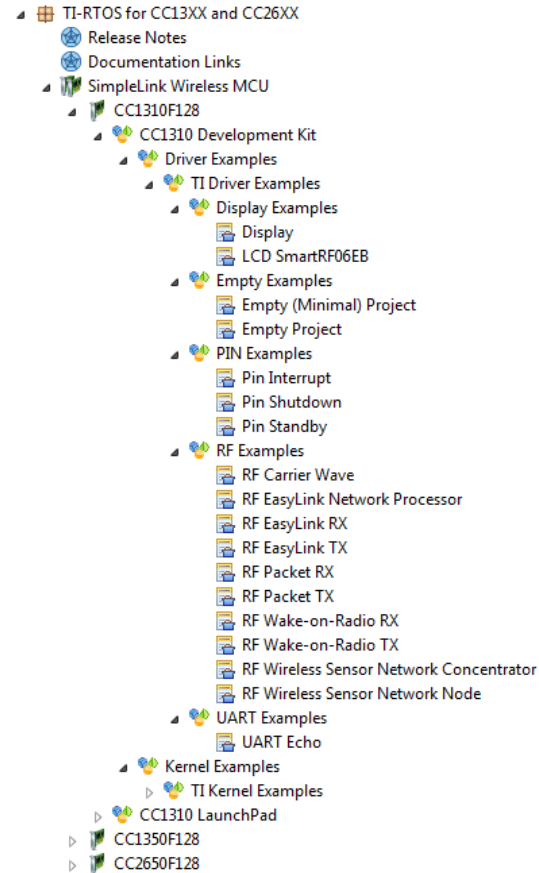 TI-RTOS for CC13XX and CC26XX
Release Notes
Documentation Links
SimpleLink Wireless MCU
CC1310F128
CC1310 Development Kit
Driver Examples
TI Driver Examples
Display Examples
Display
LCD SmartRF06EB
Empty Examples
Empty (Minimal) Project
Empty Project
PIN Examples
Pin Interrupt
Pin Shutdown
Pin Standby
RF Examples
RF Carrier Wave
RF EasyLink Network Processor
RF EasyLink RX
RF EasyLink TX
RF Packet RX
RF Packet TX
RF Wake-on-Radio RX
RF Wake-on-Radio TX
RF Wireless Sensor Network Concentrator
RF Wireless Sensor Network Node
UART Examples
UART Echo
Kernel Examples
TI Kernel Examples
CC1310 LaunchPad
CC1350F128
CC2650F128